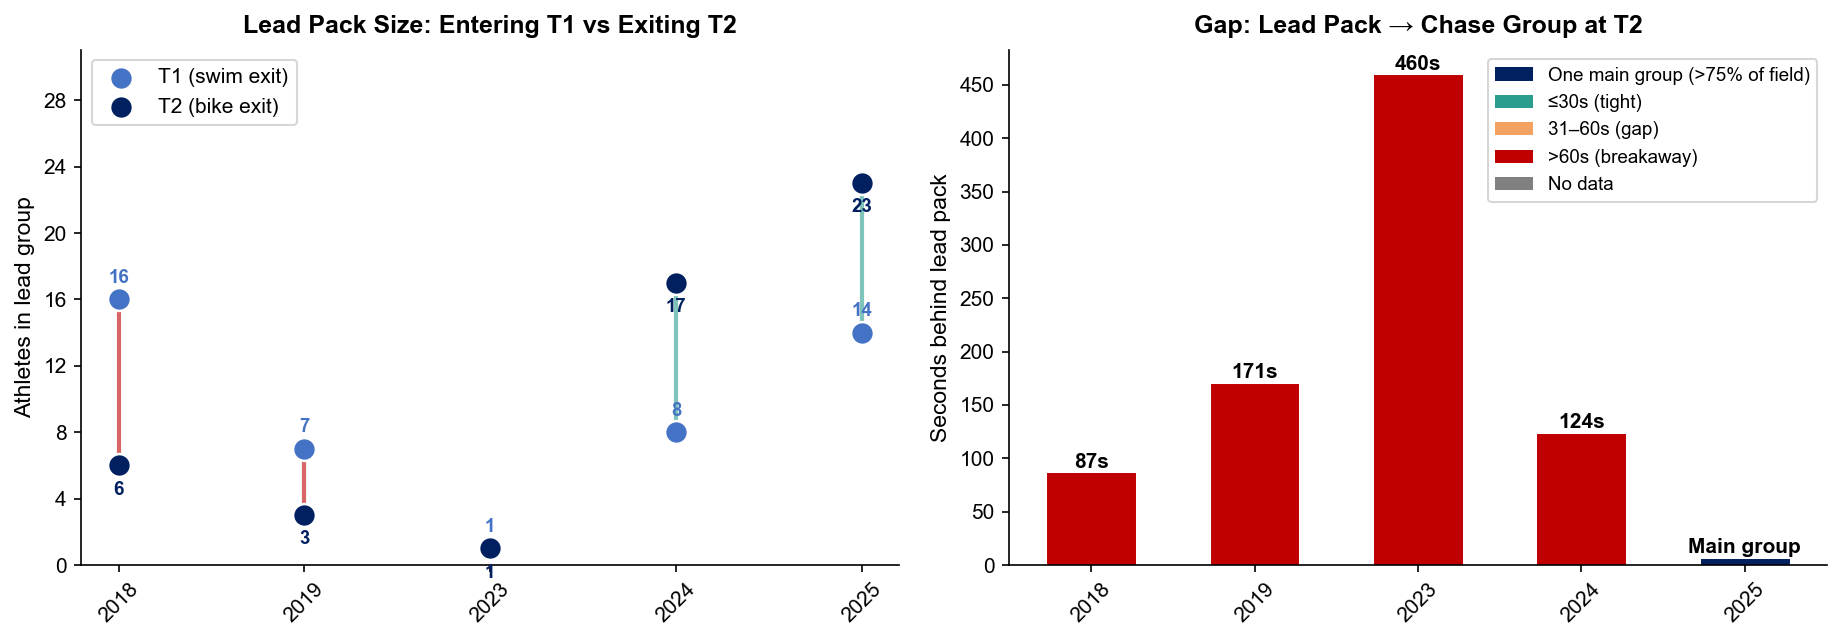 Lead Pack Size: Entering T1 vs Exiting T2
T1 (swim exit)
T2 (bike exit)
Athletes in lead group
28
24
20
16
12
8
4
0
16
6
7
3
1
1
17
8
23
14
2018
2019
2023
2024
2025
Gap: Lead Pack → Chase Group at T2
One main group (>75% of field)
≤30s (tight)
31–60s (gap)
>60s (breakaway)
No data
Seconds behind lead pack
450
400
350
300
250
200
150
100
50
0
87s
171s
460s
124s
Main group
2018
2019
2023
2024
2025